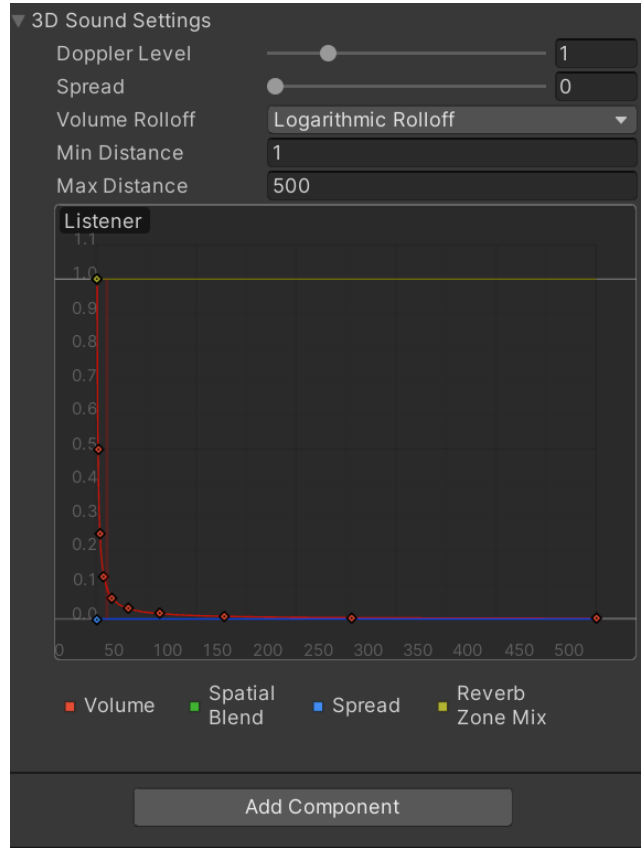 3D Sound Settings
Doppler Level 1
Spread 0
Volume Rolloff Logarithmic Rolloff
Min Distance 1
Max Distance 500
Listener
1.1
1.0
0.9
0.8
0.7
0.6
0.5
0.4
0.3
0.2
0.1
0.0
0 50 100 150 200 250 300 350 400 450 500
Volume
Spatial
Blend
Spread
Reverb
Zone Mix
Add Component